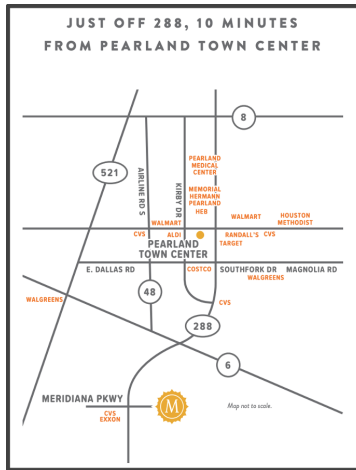 JUST OFF 288, 10 MINUTES
FROM PEARLAND TOWN CENTER
8
521
AIRLINE RD S
KIRBY DR
PEARLAND
MEDICAL
CENTER
MEMORIAL
HERMANN
PEARLAND
HEB
WALMART
WALMART
HOUSTON
METHODIST
CVS
ALDI
RANDALL'S
CVS
TARGET
PEARLAND
TOWN CENTER
E. DALLAS RD
COSTCO
SOUTHFORK DR
MAGNOLIA RD
WALGREENS
WALGREENS
48
CVS
288
6
MERIDIANA PKWY
M
Map not to scale.
CVS
EXXON